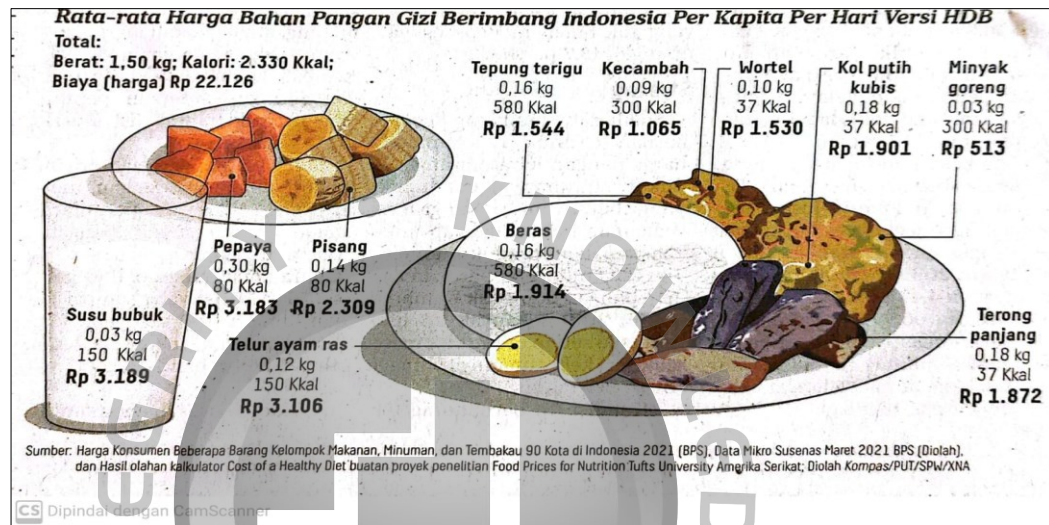 Rata-rata Harga Bahan Pangan Gizi Berimbang Indonesia Per Kapita Per Hari Versi HDB
Total:
Berat: 1,50 kg; Kalori: 2.330 Kkal;
Biaya (harga) Rp 22.126
Tepung terigu
0,16 kg
580 Kkal
Rp 1.544
Kecambah
0,09 kg
300 Kkal
Rp 1.065
Wortel
0,10 kg
37 Kkal
Rp 1.530
Kol putih
kubis
0,18 kg
37 Kkal
Rp 1.901
Minyak
goreng
0,03 kg
300 Kkal
Rp 513
Pepaya
0,30 kg
80 Kkal
Rp 3.183
Pisang
0,14 kg
80 Kkal
Rp 2.309
Beras
0,16 kg
580 Kkal
Rp 1.914
Susu bubuk
0,03 kg
150 Kkal
Rp 3.189
Telur ayam ras
0,12 kg
150 Kkal
Rp 3.106
Terong
panjang
0,18 kg
37 Kkal
Rp 1.872
Sumber: Harga Konsumen Beberapa Barang Kelompok Makanan, Minuman, dan Tembakau 90 Kota di Indonesia 2021 (BPS), Data Mikro Susenas Maret 2021 BPS (Diolah),
dan Hasil olahan kalkulator Cost of a Healthy Diet buatan proyek penelitian Food Prices for Nutrition Tufts University Amerika Serikat; Diolah Kompas/PUT/SPW/XNA
CS Dipindai dengan CamScanner